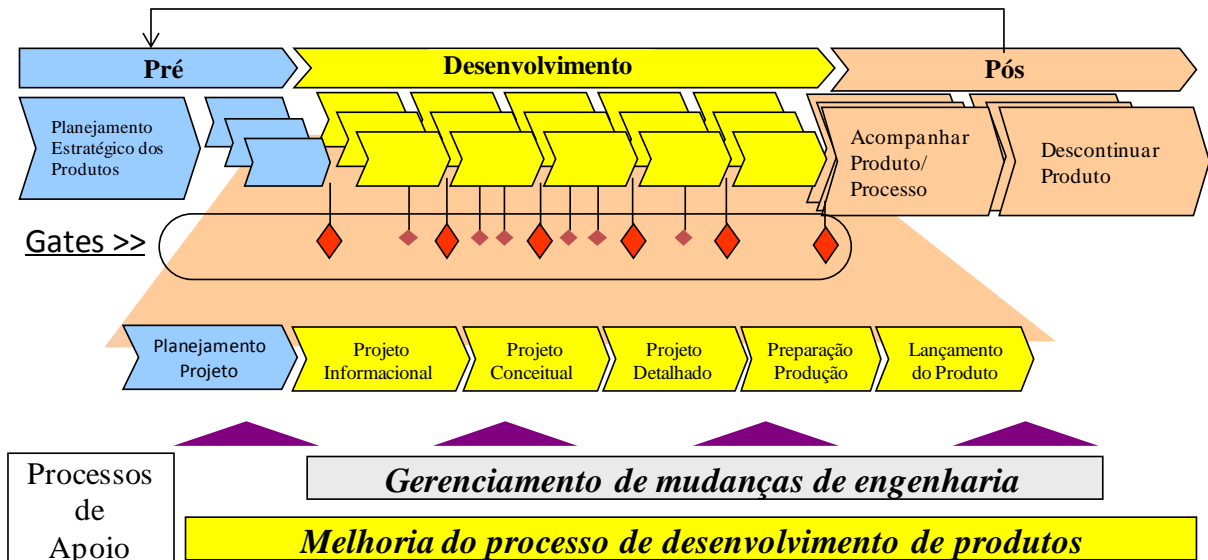 Pré
Desenvolvimento
Pós
Planejamento
Estratégico dos
Produtos
Acompanhar
Produto/
Processo
Descontinuar
Produto
Gates >>
Planejamento
Projeto
Projeto
Informacional
Projeto
Conceitual
Projeto
Detalhado
Preparação
Produção
Lançamento
do Produto
Processos
de
Apoio
Gerenciamento de mudanças de engenharia
Melhoria do processo de desenvolvimento de produtos